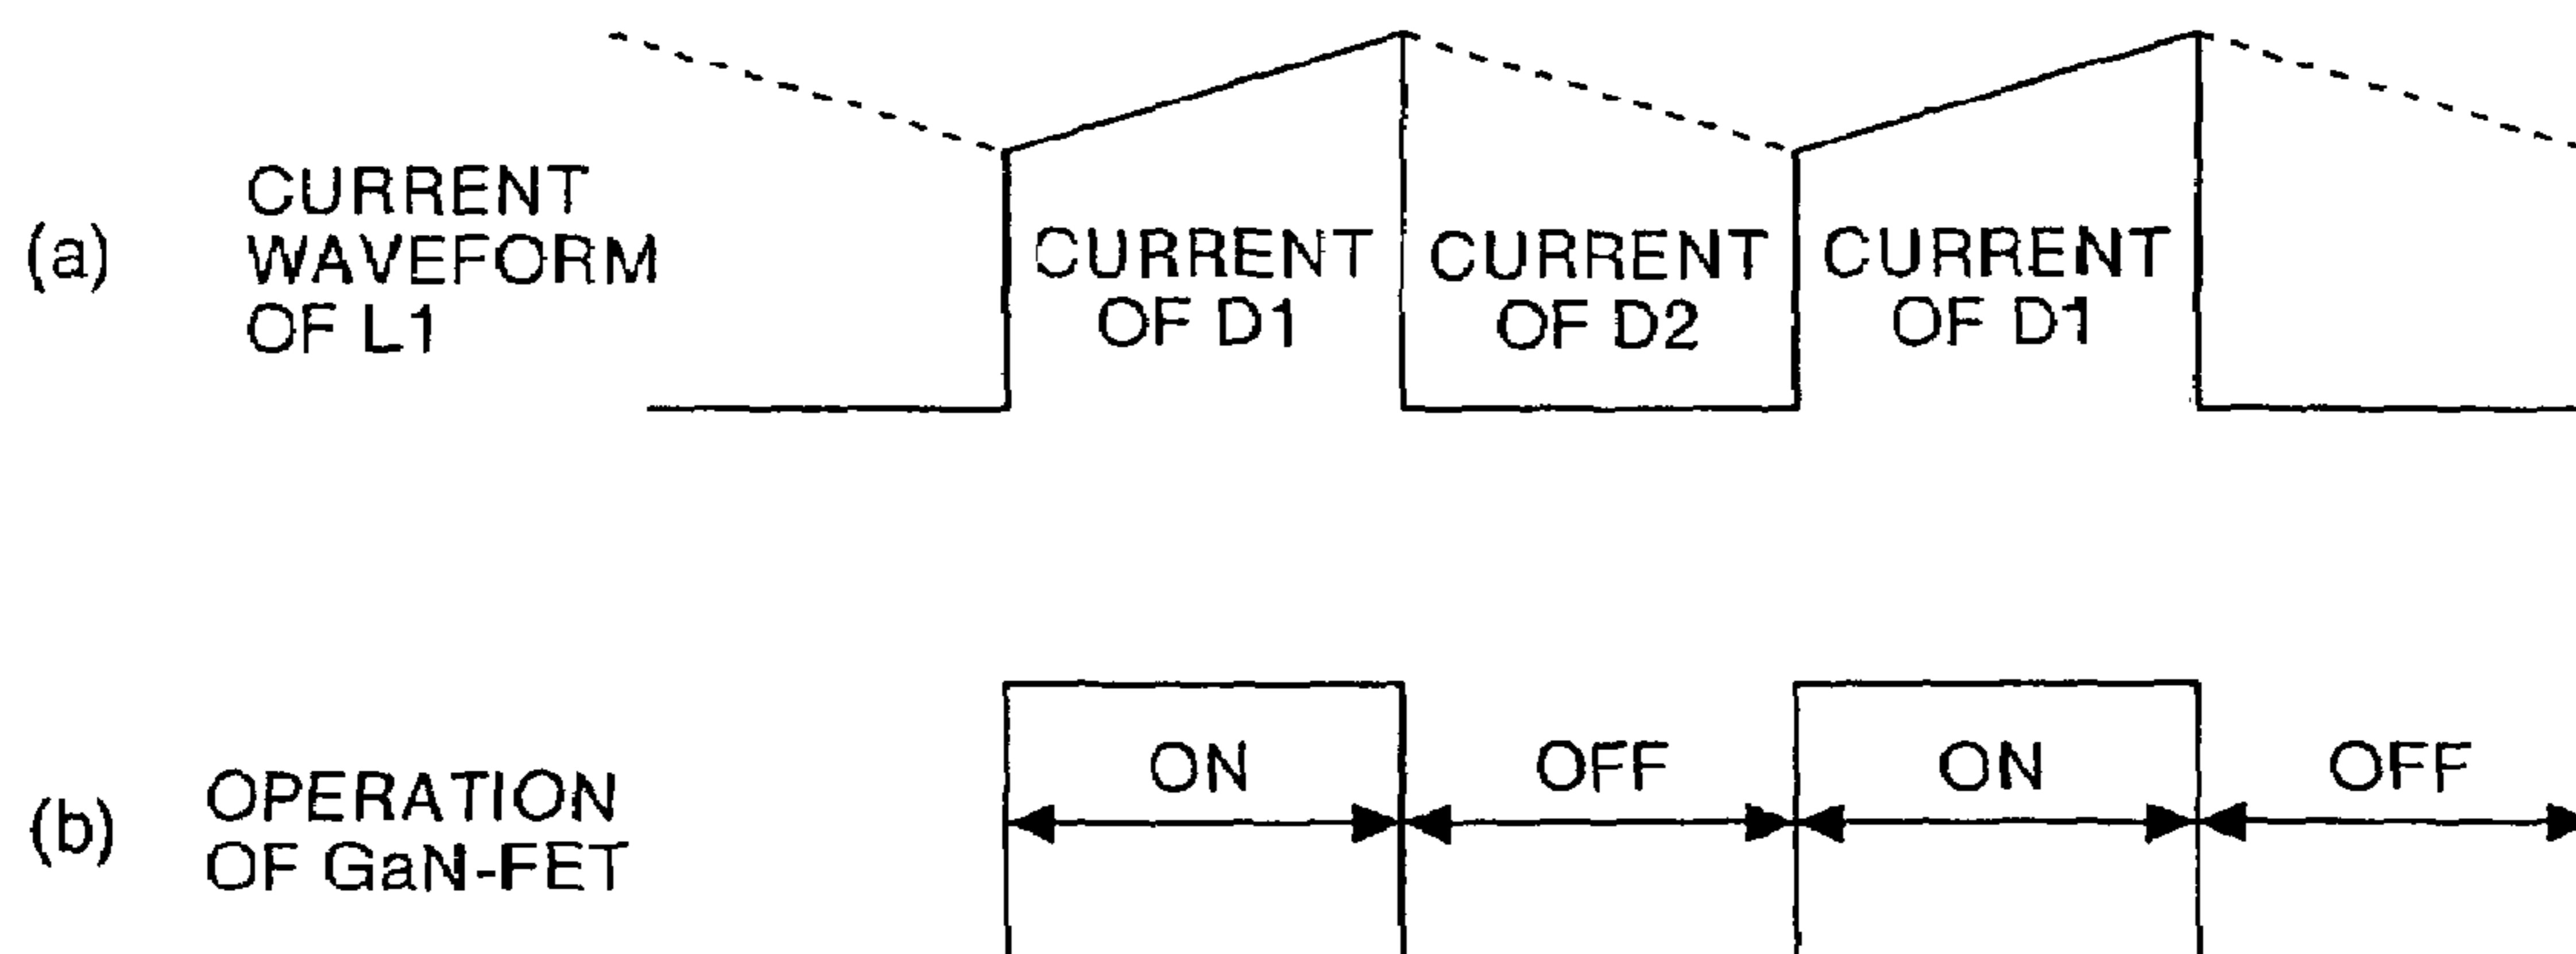 (a)
CURRENT
WAVEFORM
OF L1
CURRENT
OF D1
CURRENT
OF D2
CURRENT
OF D1
(b)
OPERATION
OF GaN-FET
ON
OFF
ON
OFF